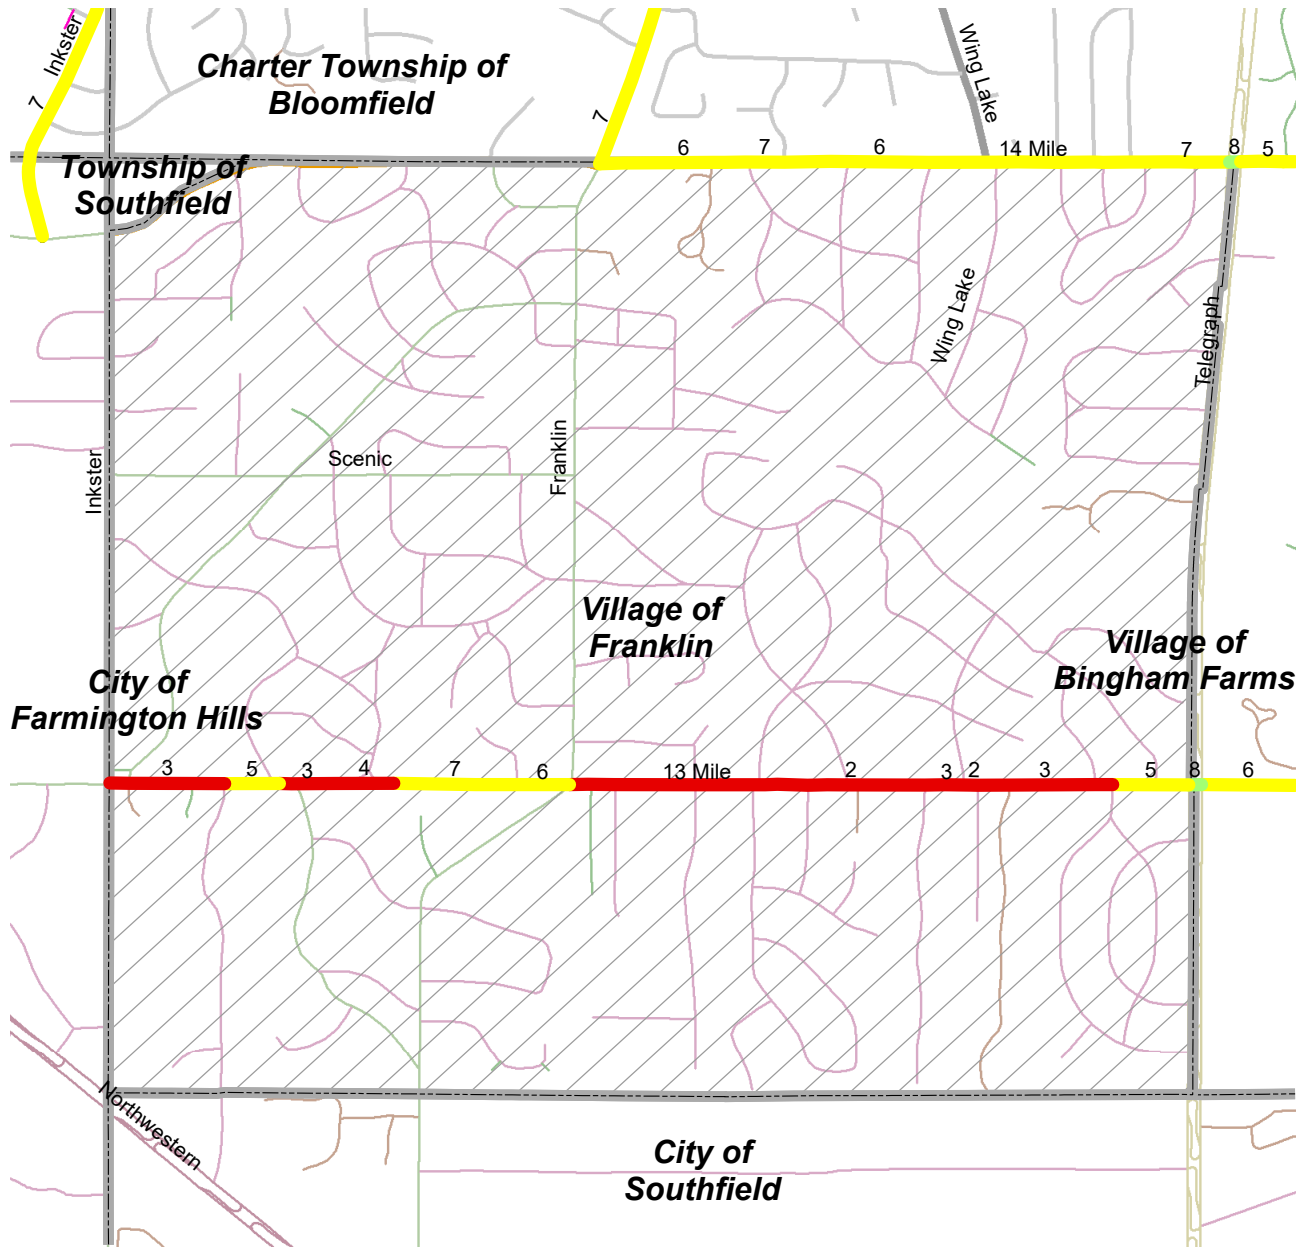 Inkster
7
Charter Township of
Bloomfield
Wing Lake
7
6
7
6
14 Mile
7
8
5
Township of
Southfield
Wing Lake
Telegraph
Inkster
Scenic
Franklin
Village of
Franklin
Village of
Bingham Farms
City of
Farmington Hills
3
5
3
4
7
6
13 Mile
2
3
2
3
5
8
6
Northwestern
City of
Southfield